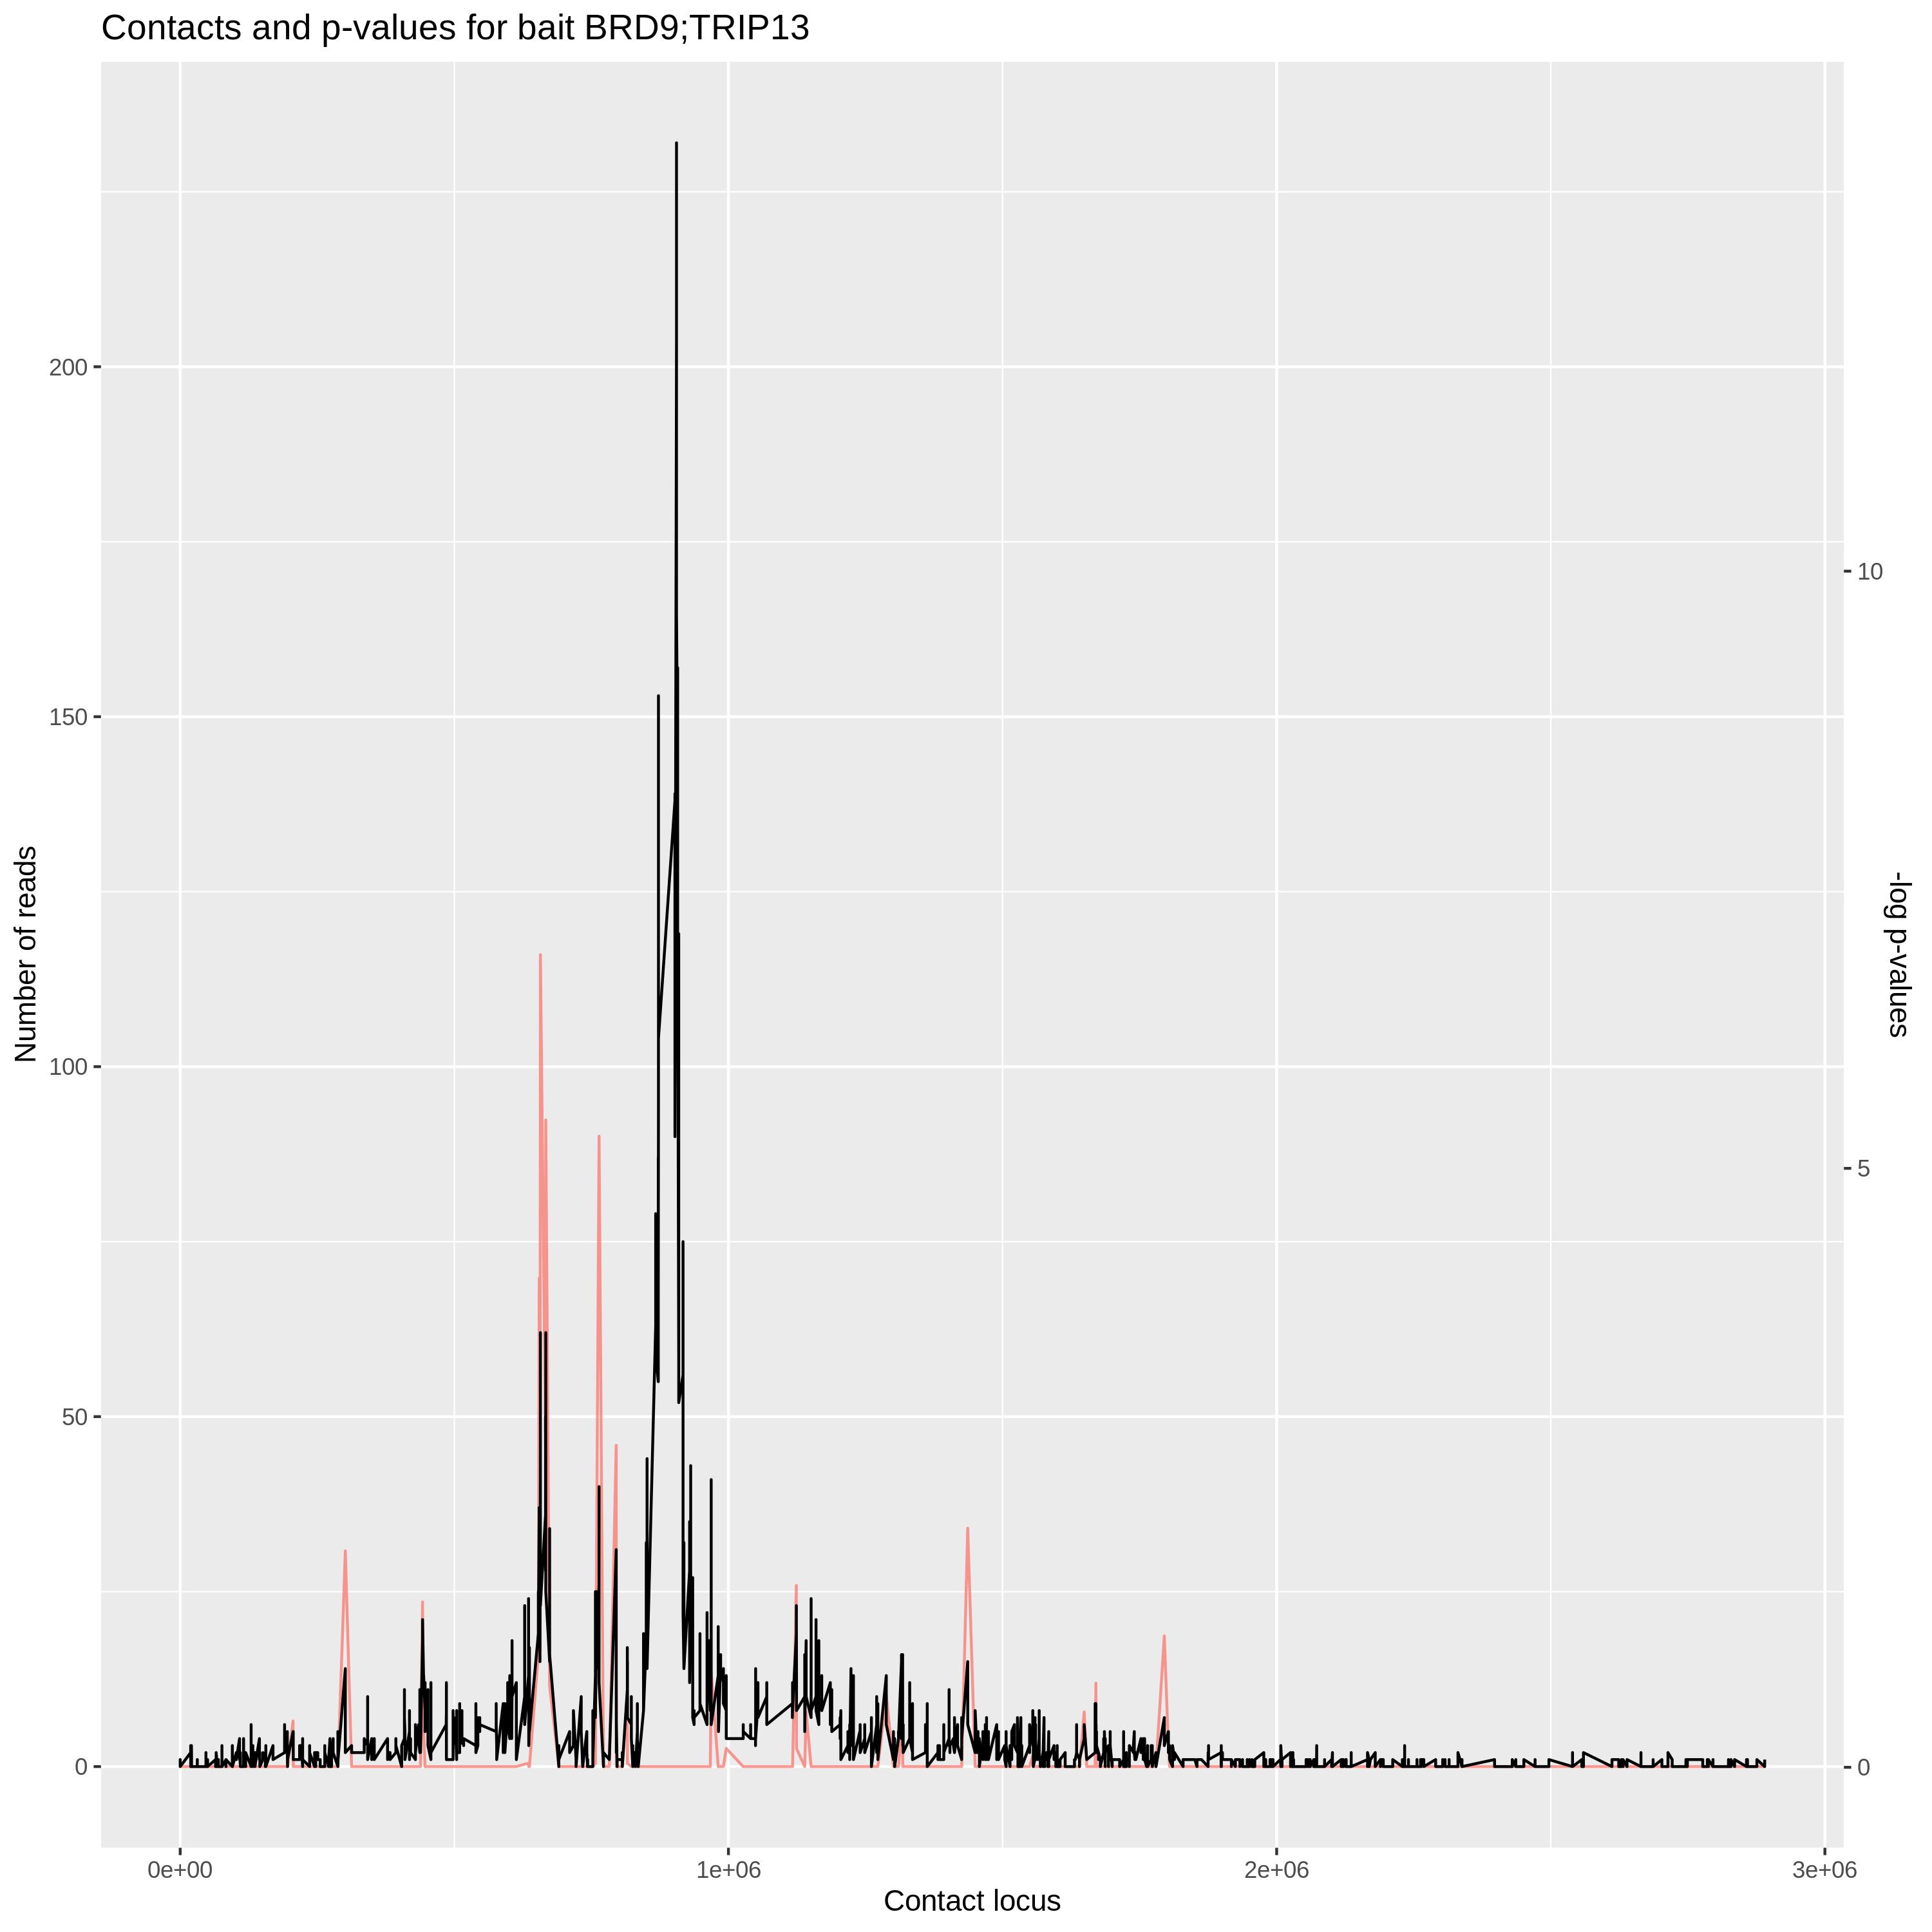 Contacts and p-values for bait BRD9;TRIP13
200
150
100
50
0
Number of reads
10
5
0
-log p-values
0e+00
1e+06
2e+06
3e+06
Contact locus